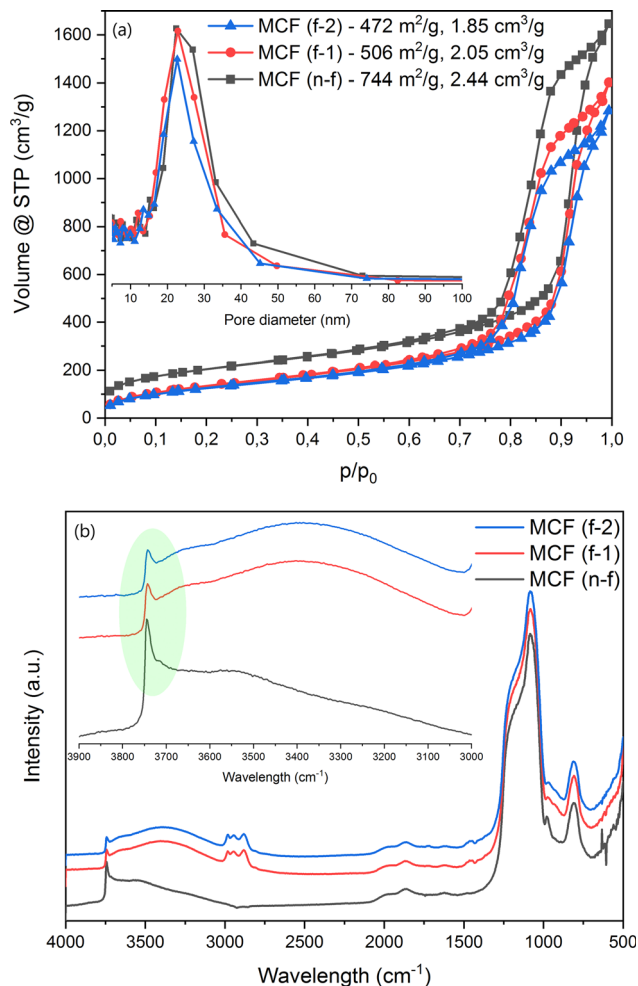 (a)
MCF (f-2) - 472 m²/g, 1.85 cm³/g
MCF (f-1) - 506 m²/g, 2.05 cm³/g
MCF (n-f) - 744 m²/g, 2.44 cm³/g
Volume @ STP (cm³/g)
1600
1400
1200
1000
800
600
400
200
0
10 20 30 40 50 60 70 80 90 100
Pore diameter (nm)
0,0 0,1 0,2 0,3 0,4 0,5 0,6 0,7 0,8 0,9 1,0
p/p₀
(b)
MCF (f-2)
MCF (f-1)
MCF (n-f)
Intensity (a.u.)
3900 3800 3700 3600 3500 3400 3300 3200 3100 3000
Wavelength (cm⁻¹)
4000 3500 3000 2500 2000 1500 1000 500
Wavelength (cm⁻¹)